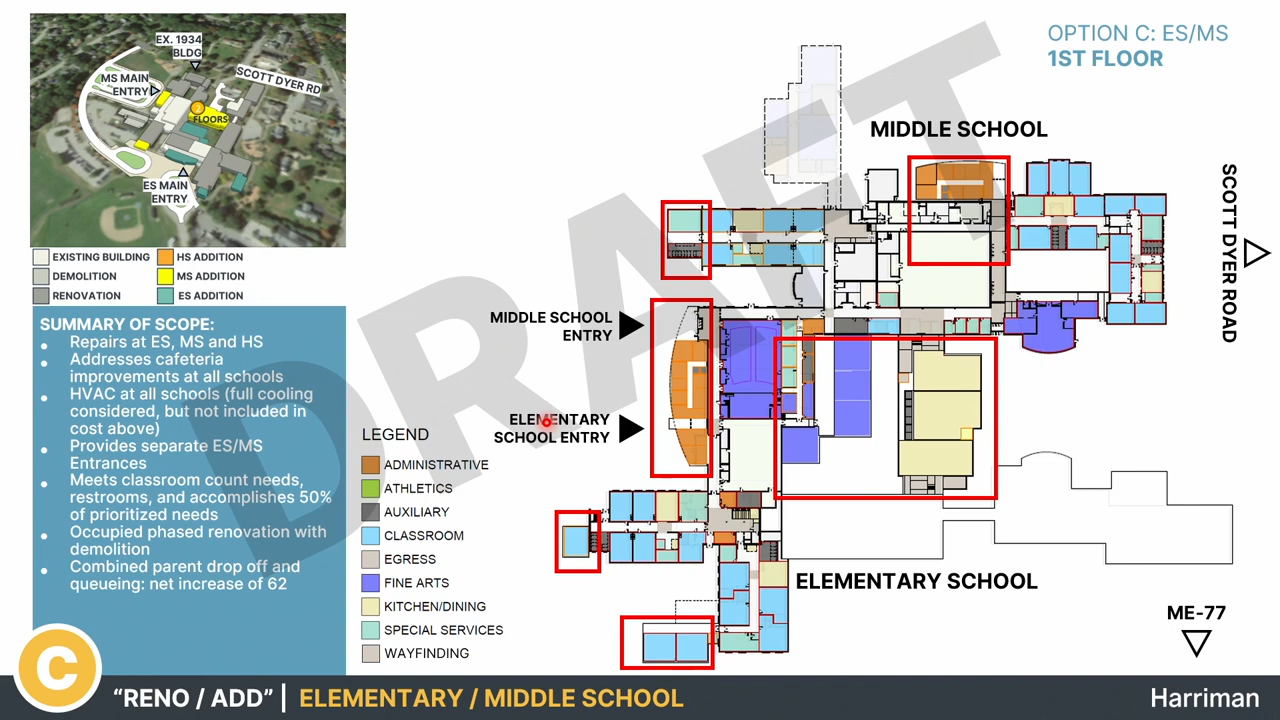 EX. 1934
BLDG
MS MAIN
ENTRY
SCOTT DYER RD
2
FLOORS
ES MAIN
ENTRY
EXISTING BUILDING
DEMOLITION
RENOVATION
HS ADDITION
MS ADDITION
ES ADDITION
SUMMARY OF SCOPE:
• Repairs at ES, MS and HS
• Addresses cafeteria
improvements at all schools
• HVAC at all schools (full cooling
considered, but not included in
cost above)
• Provides separate ES/MS
Entrances
• Meets classroom count needs,
restrooms, and accomplishes 50%
of prioritized needs
• Occupied phased renovation with
demolition
• Combined parent drop off and
queueing: net increase of 62
OPTION C: ES/MS
1ST FLOOR
DRAFT
MIDDLE SCHOOL
SCOTT DYER ROAD
MIDDLE SCHOOL
ENTRY
ELEMENTARY
SCHOOL ENTRY
LEGEND
ADMINISTRATIVE
ATHLETICS
AUXILIARY
CLASSROOM
EGRESS
FINE ARTS
KITCHEN/DINING
SPECIAL SERVICES
WAYFINDING
ELEMENTARY SCHOOL
ME-77
C
“RENO / ADD” | ELEMENTARY / MIDDLE SCHOOL
Harriman